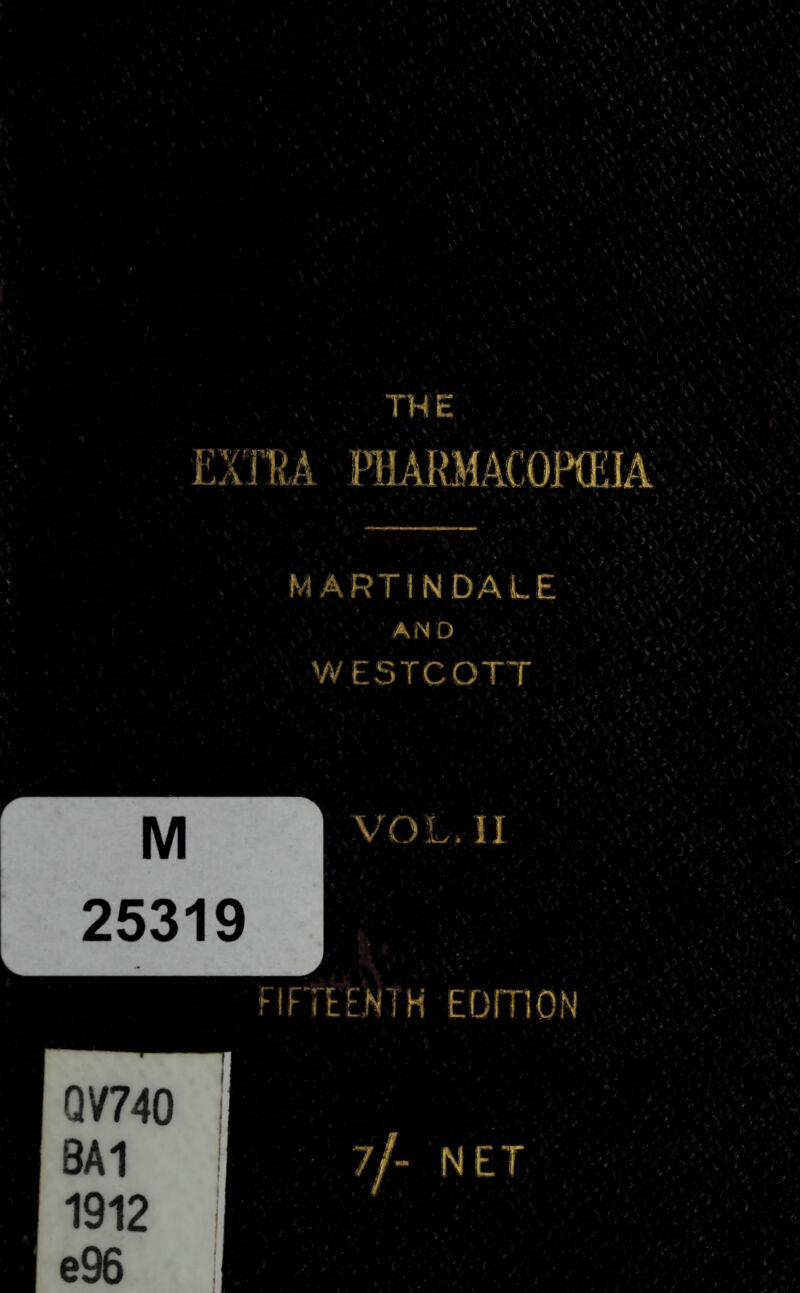 THE
EXTRA PHARMACOPŒIA
MARTINDALE
AND
WESTCOTT
VOL. II
M
25319
FIFTEENTH EDITION
7/- NET
QV740
BA1
1912
e96